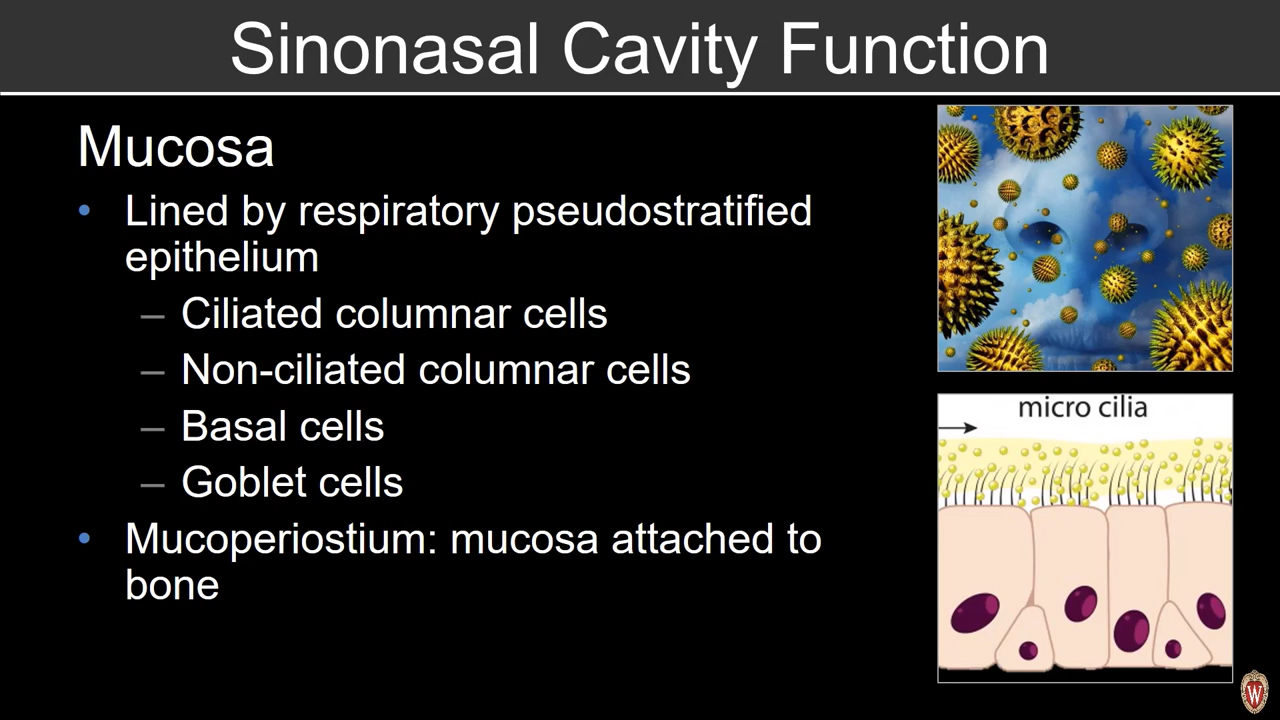 Sinonasal Cavity Function
Mucosa
• Lined by respiratory pseudostratified
epithelium
– Ciliated columnar cells
– Non-ciliated columnar cells
– Basal cells
– Goblet cells
• Mucoperiostium: mucosa attached to
bone
micro cilia
W